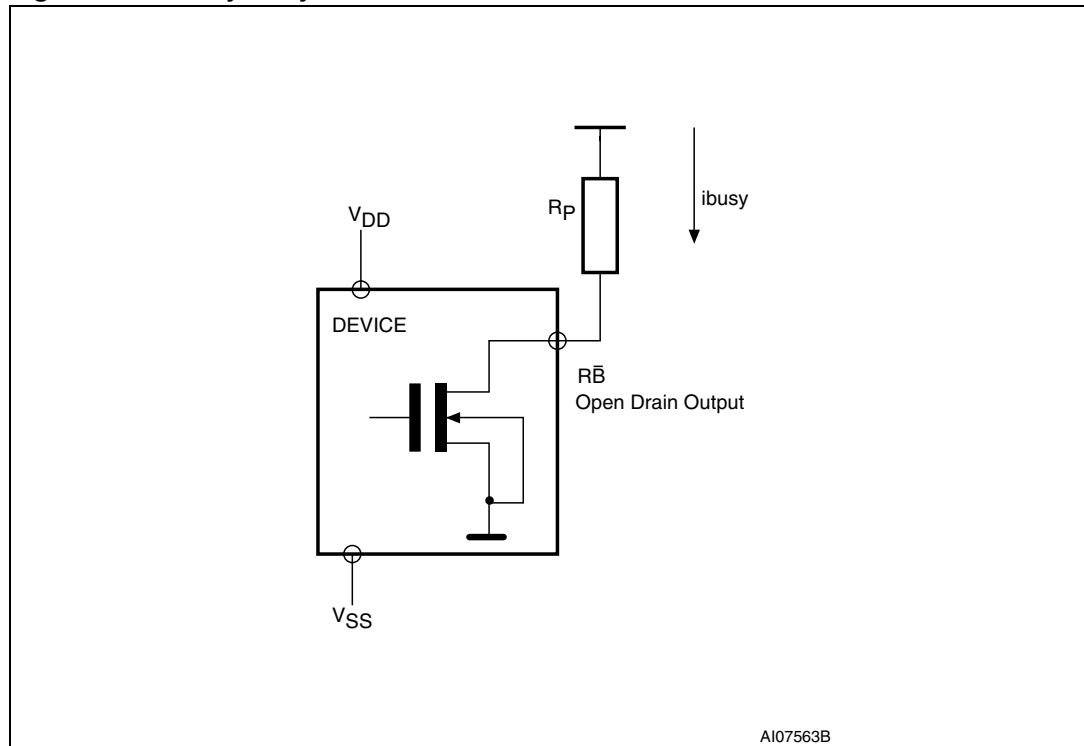 ibusy
RP
VDD
DEVICE
RB̄
Open Drain Output
VSS
AI07563B